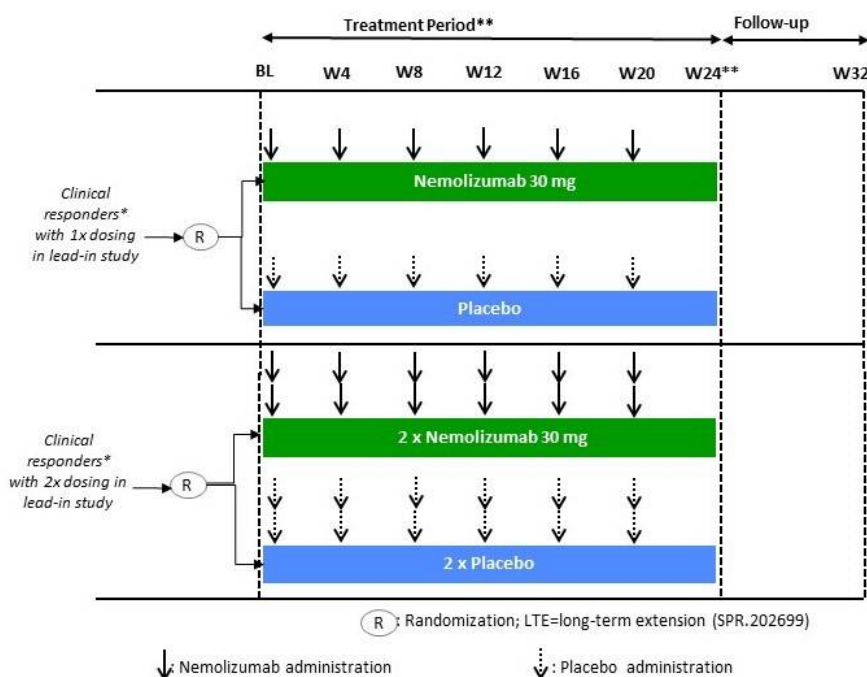 Treatment Period**
Follow-up
BL W4 W8 W12 W16 W20 W24** W32
Nemolizumab 30 mg
Clinical
responders*
with 1x dosing
in lead-in study
R
Placebo
2 x Nemolizumab 30 mg
Clinical
responders*
with 2x dosing in
lead-in study
R
2 x Placebo
R : Randomization; LTE=long-term extension (SPR.202699)
: Nemolizumab administration
: Placebo administration